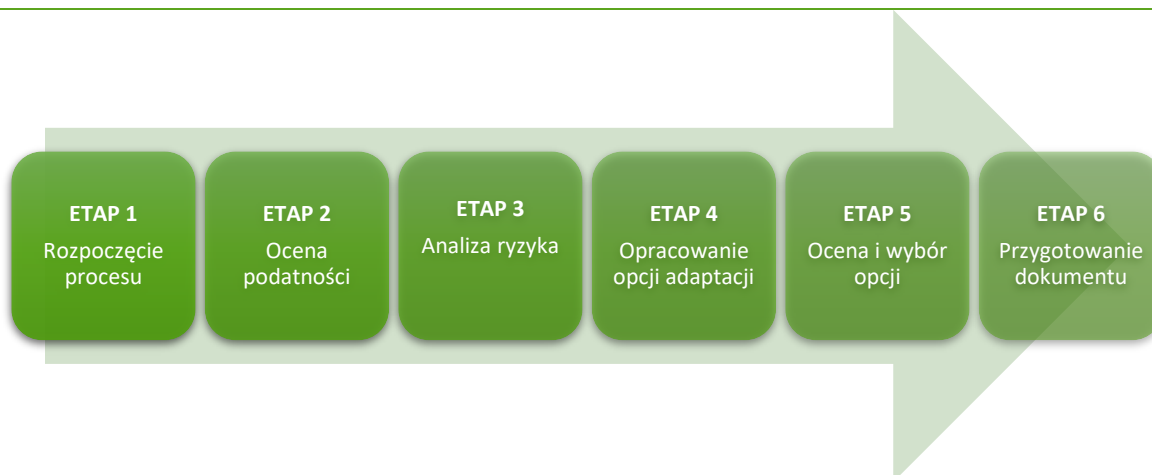 ETAP 1
Rozpoczęcie
procesu
ETAP 2
Ocena
podatności
ETAP 3
Analiza ryzyka
ETAP 4
Opracowanie
opcji adaptacji
ETAP 5
Ocena i wybór
opcji
ETAP 6
Przygotowanie
dokumentu